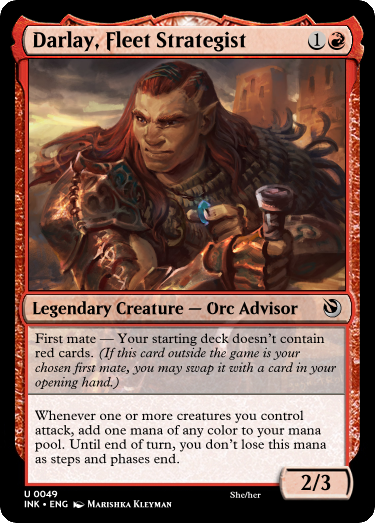 Darlay, Fleet Strategist 1
Legendary Creature — Orc Advisor
First mate — Your starting deck doesn't contain
red cards. (If this card outside the game is your
chosen first mate, you may swap it with a card in your
opening hand.)
Whenever one or more creatures you control
attack, add one mana of any color to your mana
pool. Until end of turn, you don't lose this mana
as steps and phases end.
2/3
U 0049
INK • ENG Marishka Kleyman
She/her